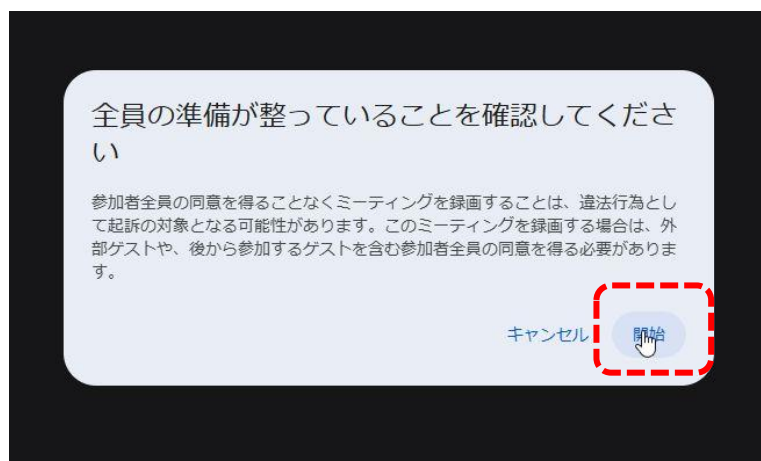 全員の準備が整っていることを確認してくださ
い
参加者全員の同意を得ることなくミーティングを録画することは、違法行為とし
て起訴の対象となる可能性があります。このミーティングを録画する場合は、外
部ゲストや、後から参加するゲストを含む参加者全員の同意を得る必要がありま
す。
キャンセル 開始